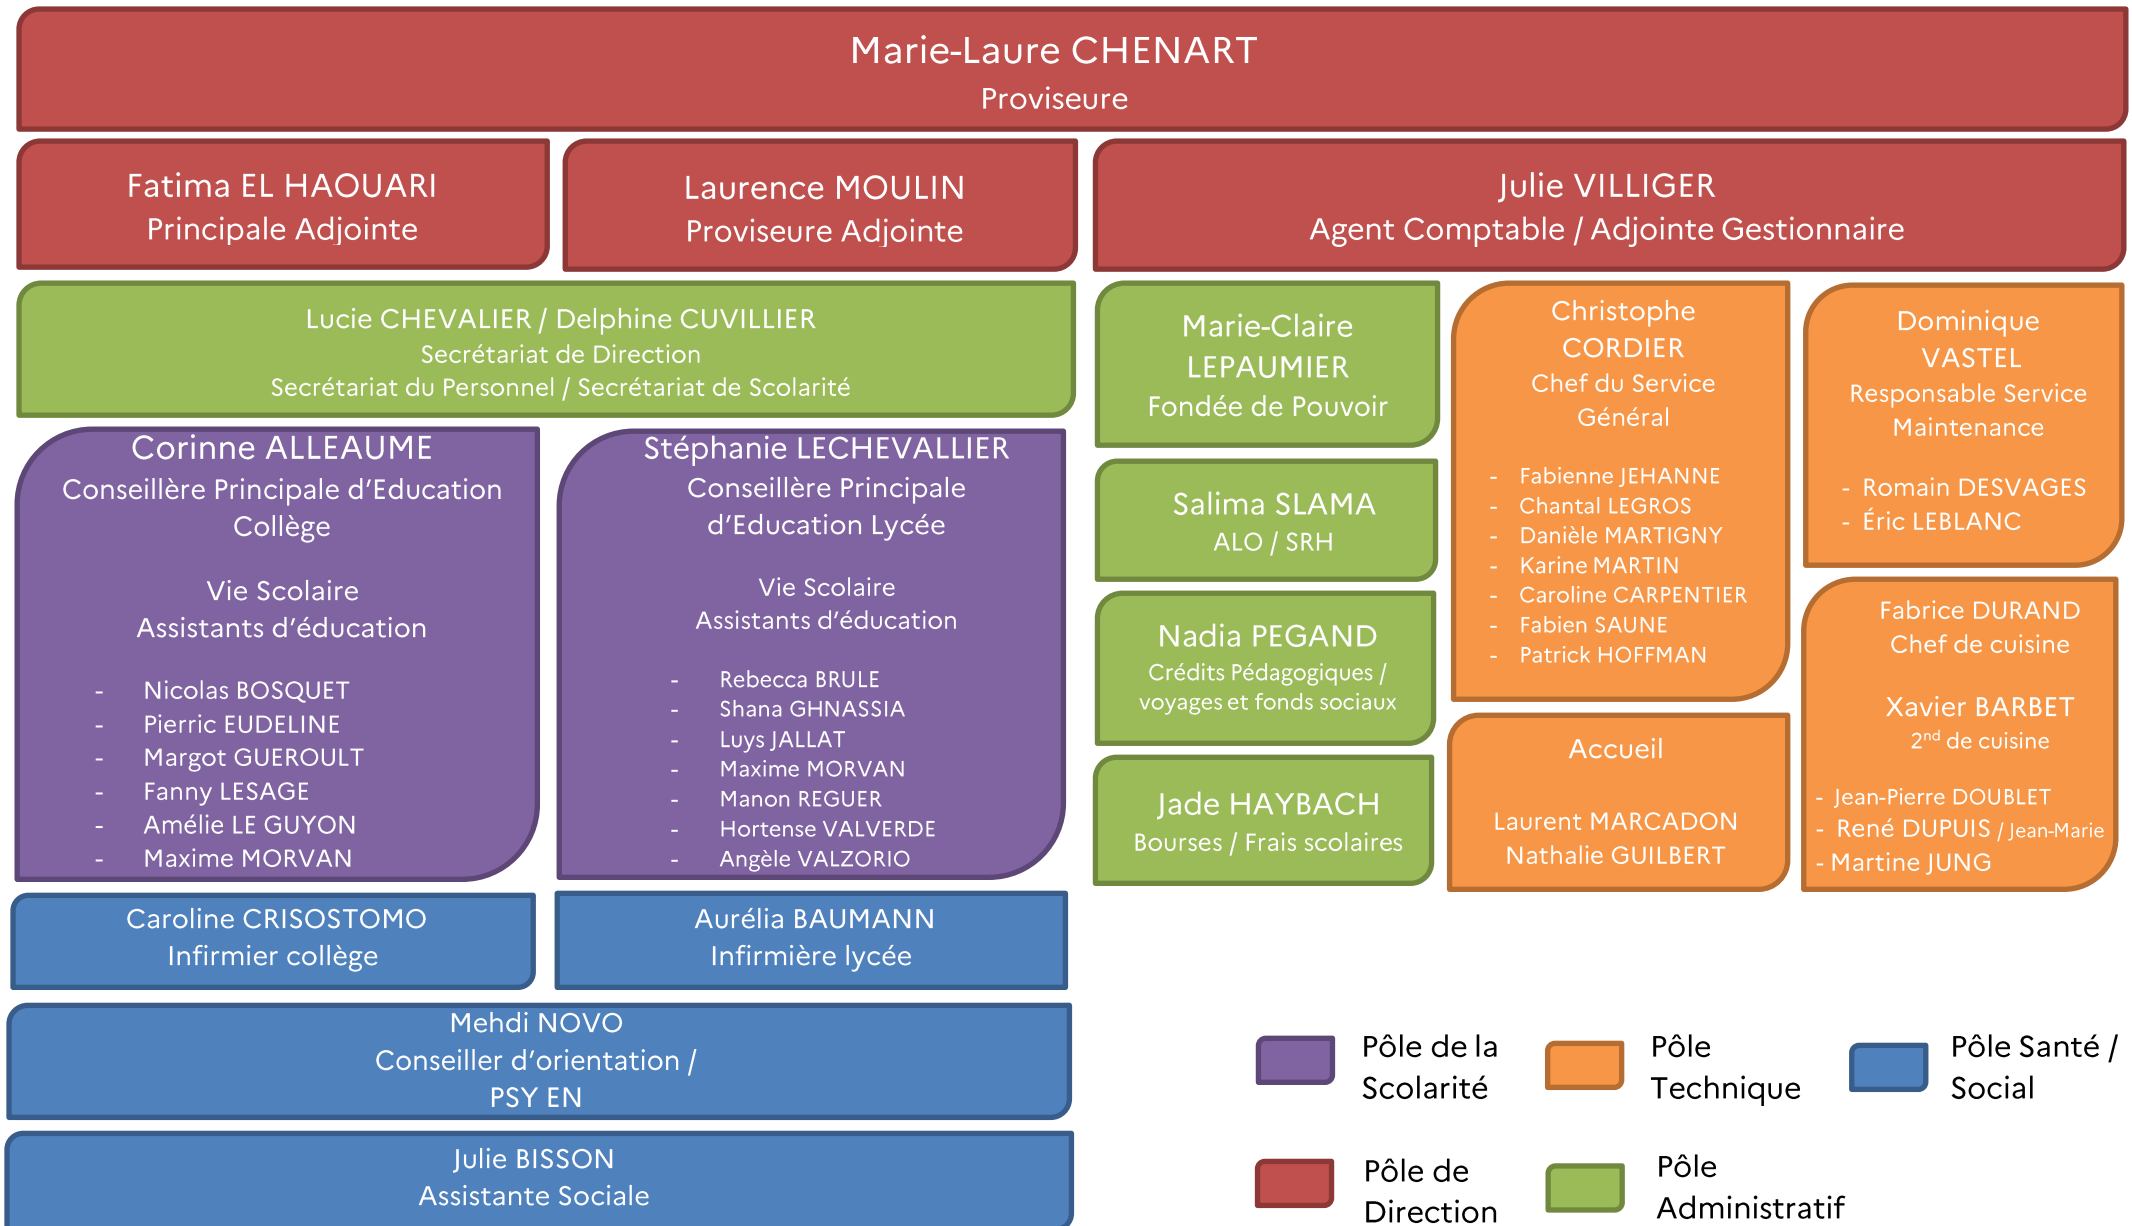 Marie-Laure CHENART
Proviseure
Fatima EL HAOUARI
Principale Adjointe
Laurence MOULIN
Proviseure Adjointe
Julie VILLIGER
Agent Comptable / Adjointe Gestionnaire
Lucie CHEVALIER / Delphine CUVILLIER
Secrétariat de Direction
Secrétariat du Personnel / Secrétariat de Scolarité
Corinne ALLEAUME
Conseillère Principale d'Education
Collège
Vie Scolaire
Assistants d'éducation
- Nicolas BOSQUET
- Pierric EUDELINE
- Margot GUEROULT
- Fanny LESAGE
- Amélie LE GUYON
- Maxime MORVAN
Stéphanie LECHEVALLIER
Conseillère Principale
d'Education Lycée
Vie Scolaire
Assistants d'éducation
- Rebecca BRULE
- Shana GHNASSIA
- Luys JALLAT
- Maxime MORVAN
- Manon REGUER
- Hortense VALVERDE
- Angèle VALZORIO
Caroline CRISOSTOMO
Infirmier collège
Aurélia BAUMANN
Infirmière lycée
Mehdi NOVO
Conseiller d'orientation /
PSY EN
Julie BISSON
Assistante Sociale
Marie-Claire
LEPAUMIER
Fondée de Pouvoir
Salima SLAMA
ALO / SRH
Nadia PEGAND
Crédits Pédagogiques /
voyages et fonds sociaux
Jade HAYBACH
Bourses / Frais scolaires
Christophe
CORDIER
Chef du Service
Général
- Fabienne JEHANNE
- Chantal LEGROS
- Danièle MARTIGNY
- Karine MARTIN
- Caroline CARPENTIER
- Fabien SAUNE
- Patrick HOFFMAN
Accueil
Laurent MARCADON
Nathalie GUILBERT
Dominique
VASTEL
Responsable Service
Maintenance
- Romain DESVAGES
- Éric LEBLANC
Fabrice DURAND
Chef de cuisine
Xavier BARBET
2nd de cuisine
- Jean-Pierre DOUBLET
- René DUPUIS / Jean-Marie
- Martine JUNG
Pôle de la
Scolarité
Pôle
Technique
Pôle Santé /
Social
Pôle de
Direction
Pôle
Administratif